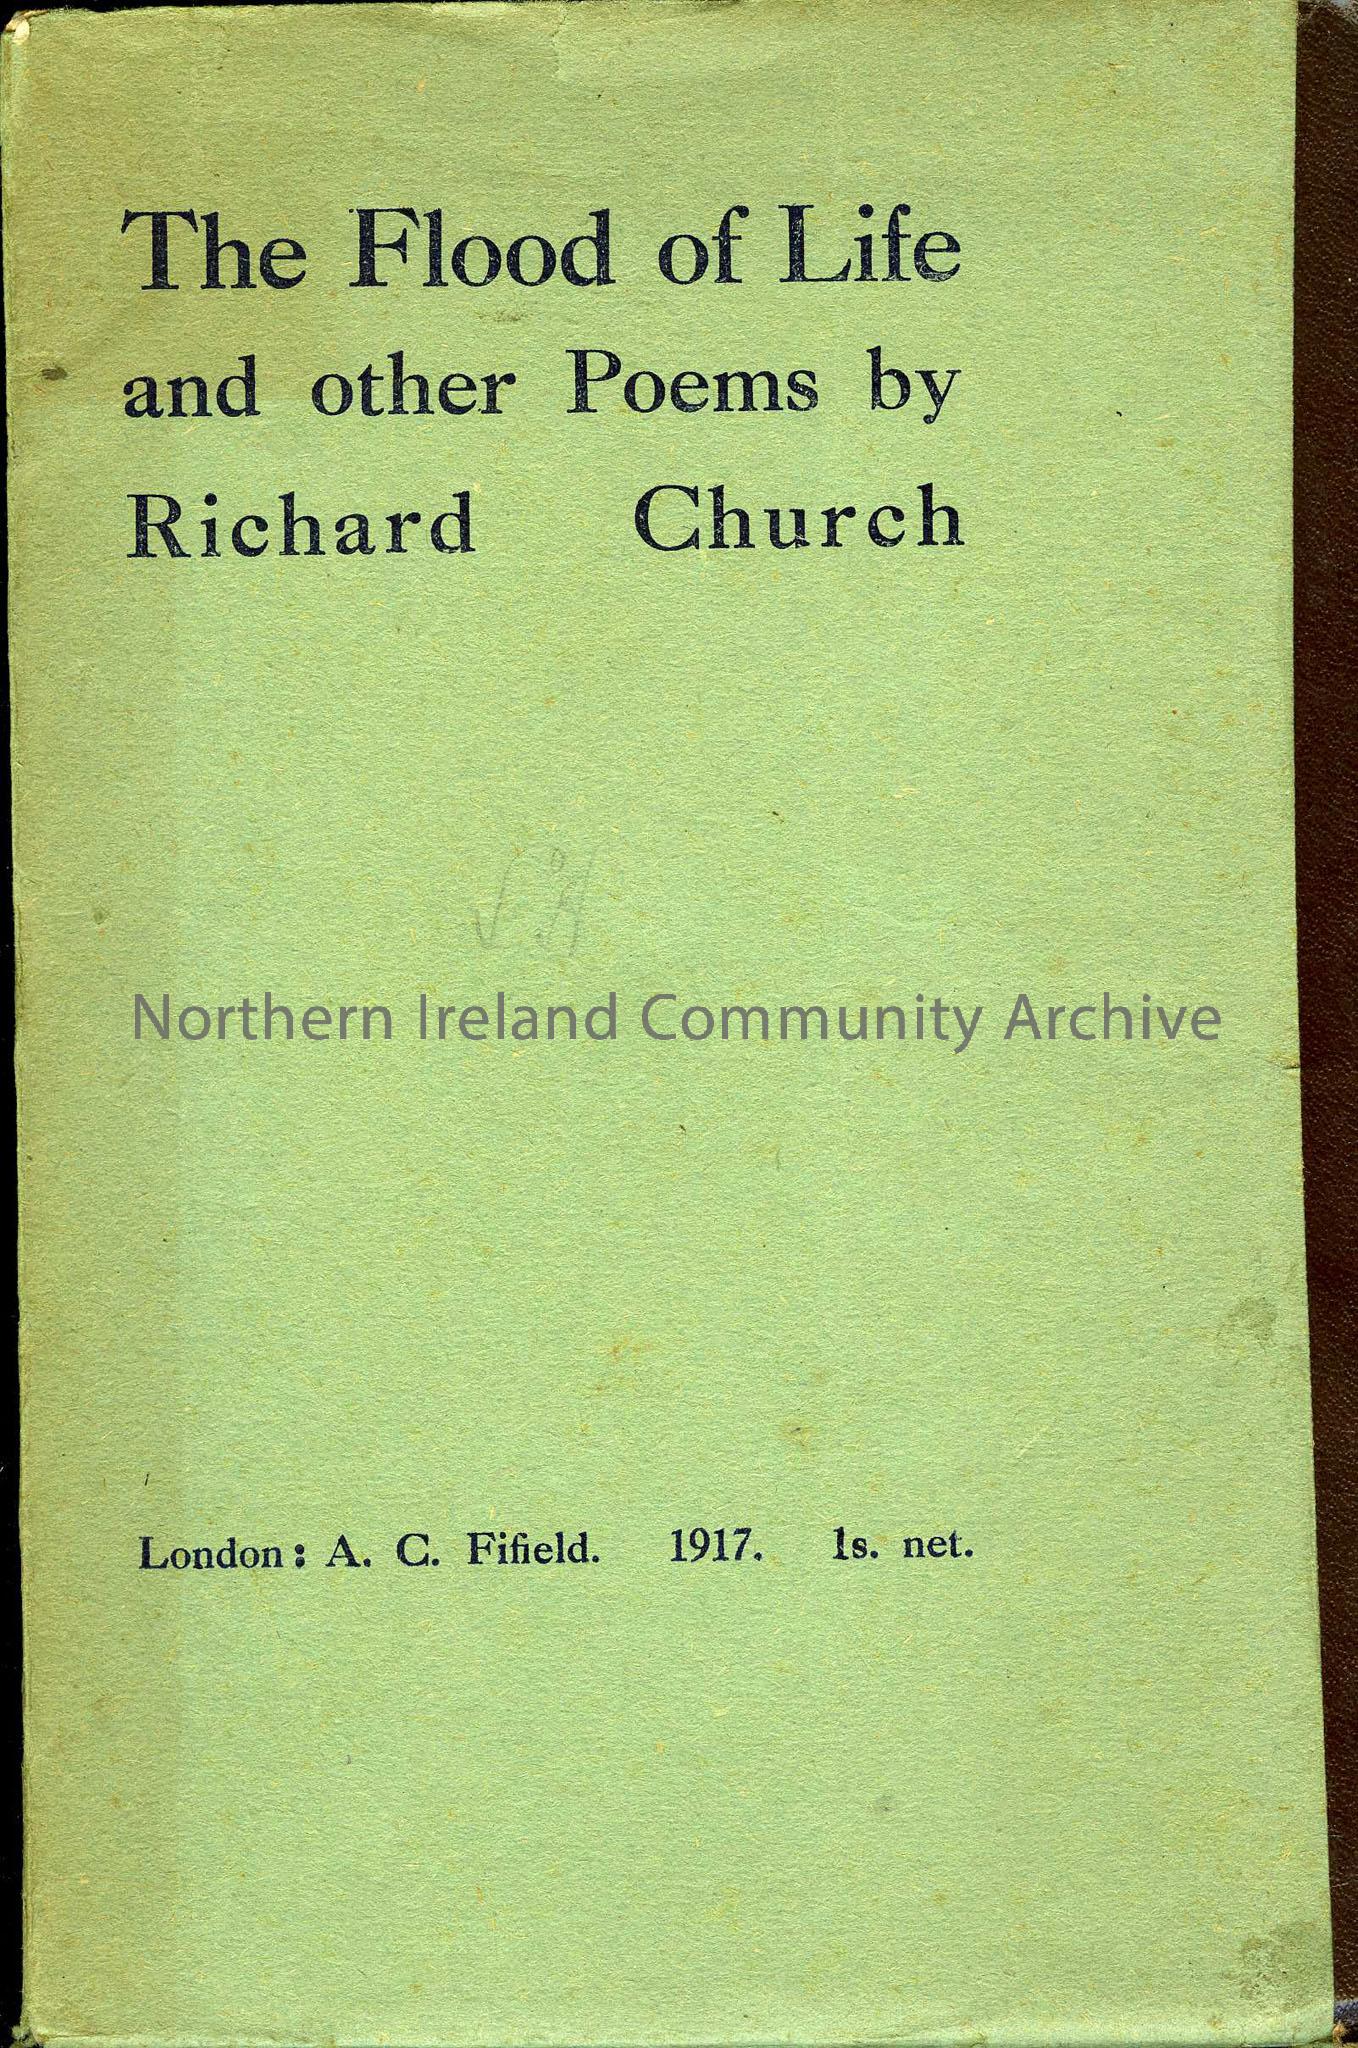 The Flood of Life
and other Poems by
Richard Church
Northern Ireland Community Archive
London: A. C. Fifield. 1917. 1s. net.